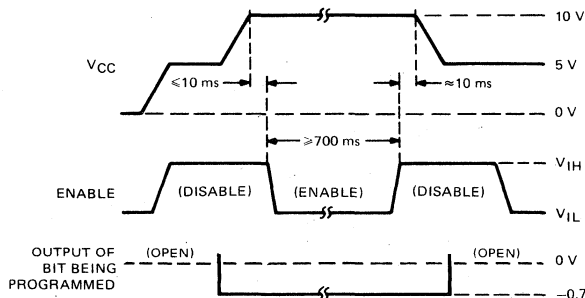 10 V
VCC
5 V
≤10 ms
≈10 ms
0 V
≥700 ms
VIH
ENABLE
(DISABLE)
(ENABLE)
(DISABLE)
VIL
OUTPUT OF
BIT BEING
PROGRAMMED
(OPEN)
(OPEN)
0 V
−0.7